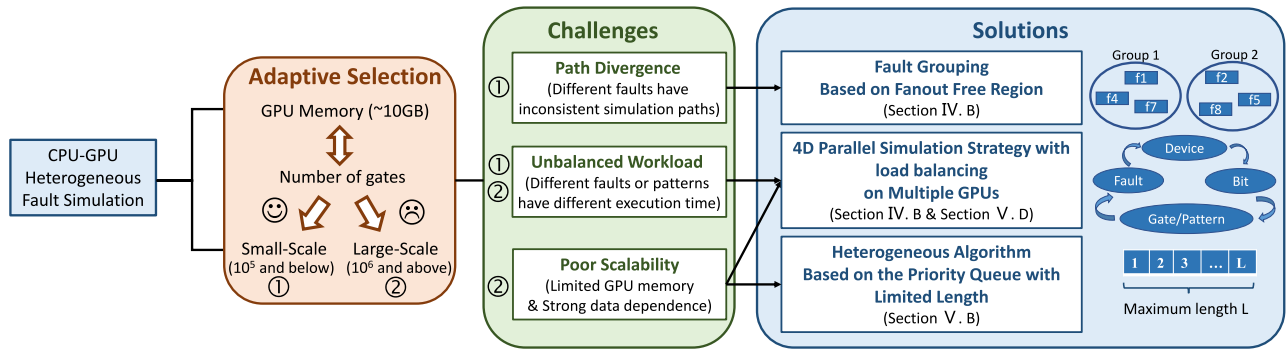 CPU-GPU
Heterogeneous
Fault Simulation
Adaptive Selection
GPU Memory (~10GB)
Number of gates
Small-Scale
(10⁵ and below)
①
Large-Scale
(10⁶ and above)
②
Challenges
①
Path Divergence
(Different faults have
inconsistent simulation paths)
①
②
Unbalanced Workload
(Different faults or patterns
have different execution time)
②
Poor Scalability
(Limited GPU memory
& Strong data dependence)
Solutions
Fault Grouping
Based on Fanout Free Region
(Section Ⅳ. B)
4D Parallel Simulation Strategy with
load balancing
on Multiple GPUs
(Section Ⅳ. B & Section Ⅴ. D)
Heterogeneous Algorithm
Based on the Priority Queue with
Limited Length
(Section Ⅴ. B)
Group 1
f1
f4
f7
Group 2
f2
f5
f8
Device
Fault
Bit
Gate/Pattern
1 2 3 ... L
Maximum length L